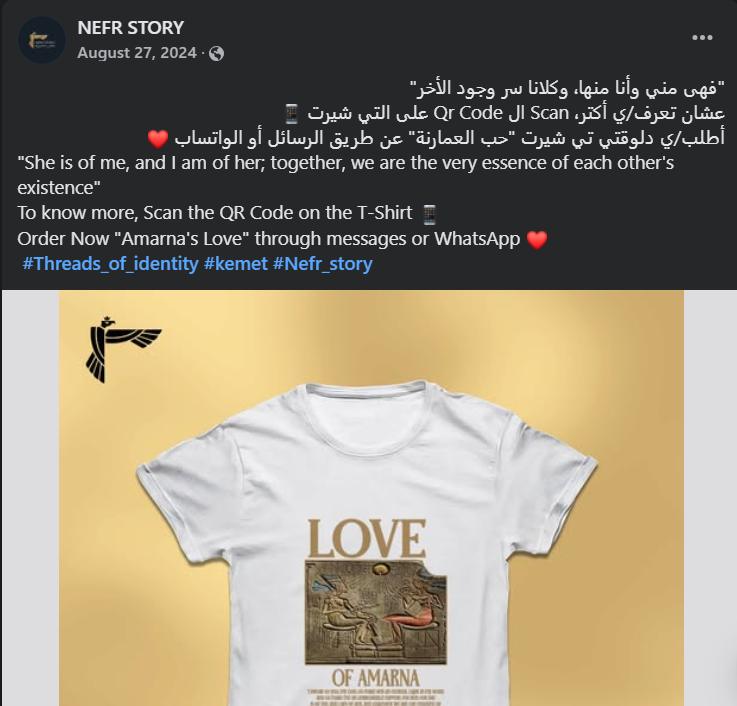 NEFR STORY
August 27, 2024 ·
"فهى مني وأنا منها، وكلانا سر وجود الأخر"
عشان تعرف/ي أكتر، Scan ال Qr Code على التي شيرت 📱
أطلب/ي دلوقتي تي شيرت "حب العمارنة" عن طريق الرسائل أو الواتساب ❤️
"She is of me, and I am of her; together, we are the very essence of each other's
existence"
To know more, Scan the QR Code on the T-Shirt 📱
Order Now "Amarna's Love" through messages or WhatsApp ❤️
#Threads_of_identity #kemet #Nefr_story
LOVE
OF AMARNA